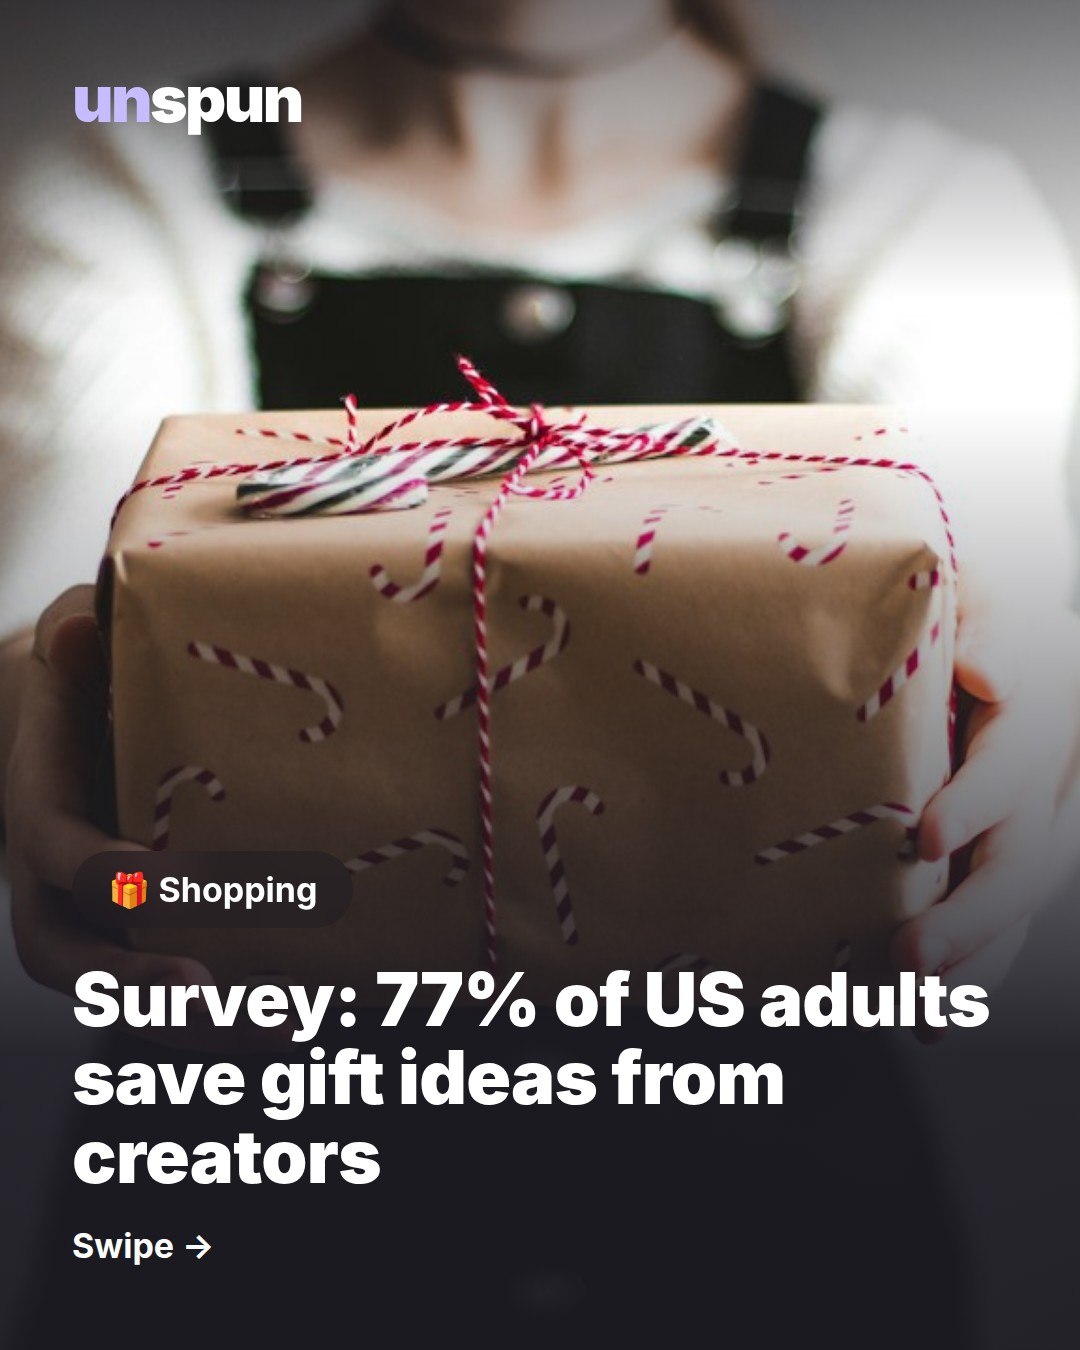 unspun
🎁 Shopping
Survey: 77% of US adults
save gift ideas from
creators
Swipe →